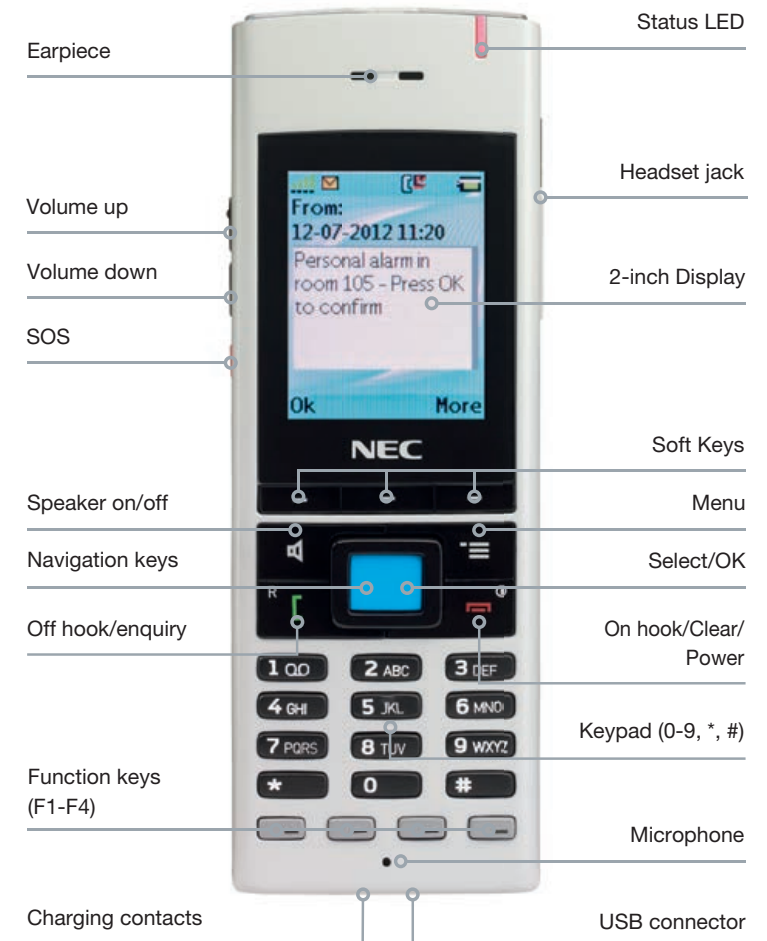 Status LED
Earpiece
Headset jack
Volume up
Volume down
SOS
2-inch Display
From:
12-07-2012 11:20
Personal alarm in
room 105 - Press OK
to confirm
Ok More
NEC
Soft Keys
Speaker on/off
Menu
Navigation keys
Select/OK
R
Off hook/enquiry
On hook/Clear/
Power
1 2 ABC 3 DEF
4 GHI 5 JKL 6 MNO
7 PQRS 8 TUV 9 WXYZ
* 0 #
Keypad (0-9, *, #)
Function keys
(F1-F4)
Microphone
Charging contacts
USB connector